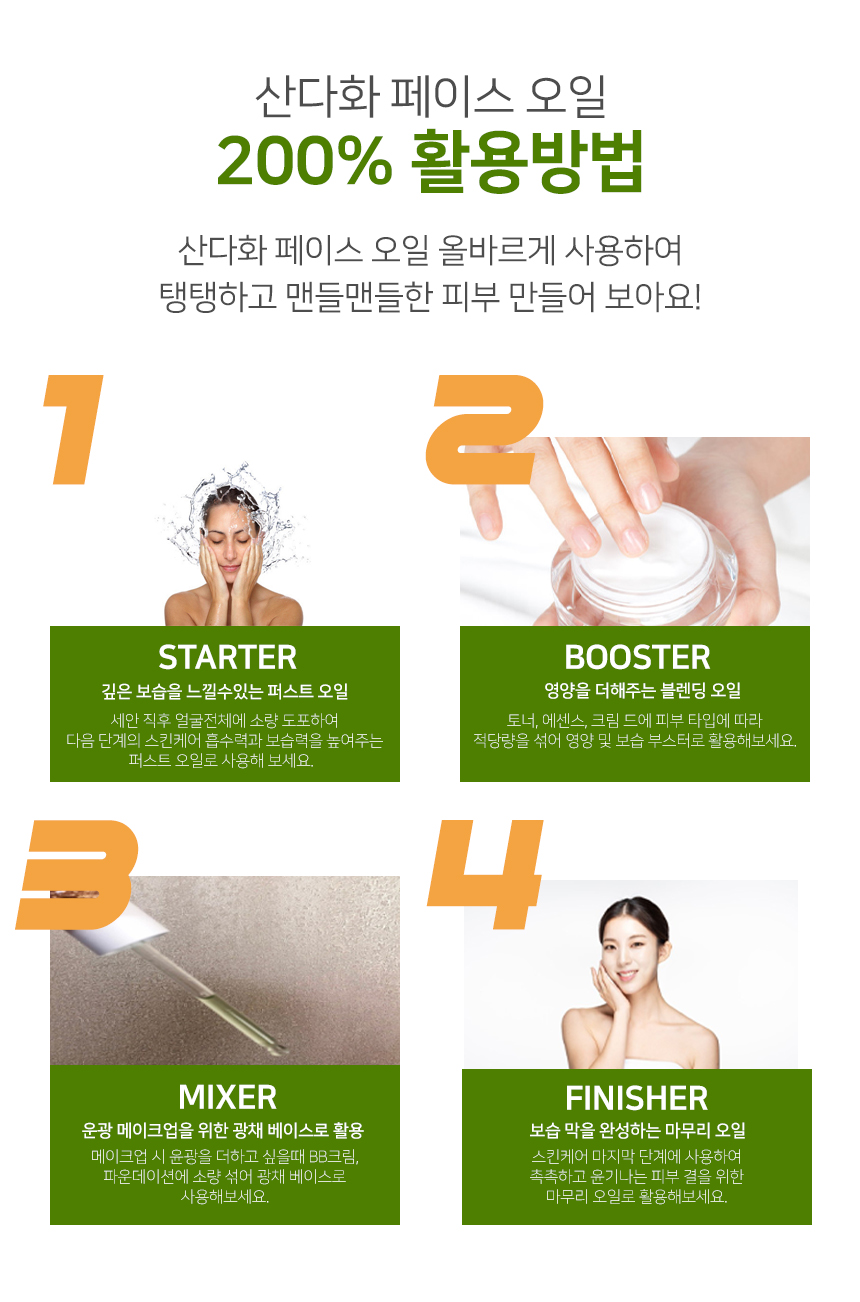 산다화 페이스 오일
200% 활용방법
산다화 페이스 오일 올바르게 사용하여
탱탱하고 맨들맨들한 피부 만들어 보아요!
1
STARTER
깊은 보습을 느낄수있는 퍼스트 오일
세안 직후 얼굴전체에 소량 도포하여
다음 단계의 스킨케어 흡수력과 보습력을 높여주는
퍼스트 오일로 사용해 보세요.
2
BOOSTER
영양을 더해주는 블렌딩 오일
토너, 에센스, 크림 드에 피부 타입에 따라
적당량을 섞어 영양 및 보습 부스터로 활용해보세요.
3
MIXER
운광 메이크업을 위한 광채 베이스로 활용
메이크업 시 윤광을 더하고 싶을때 BB크림,
파운데이션에 소량 섞어 광채 베이스로
사용해보세요.
4
FINISHER
보습 막을 완성하는 마무리 오일
스킨케어 마지막 단계에 사용하여
촉촉하고 윤기나는 피부 결을 위한
마무리 오일로 활용해보세요.